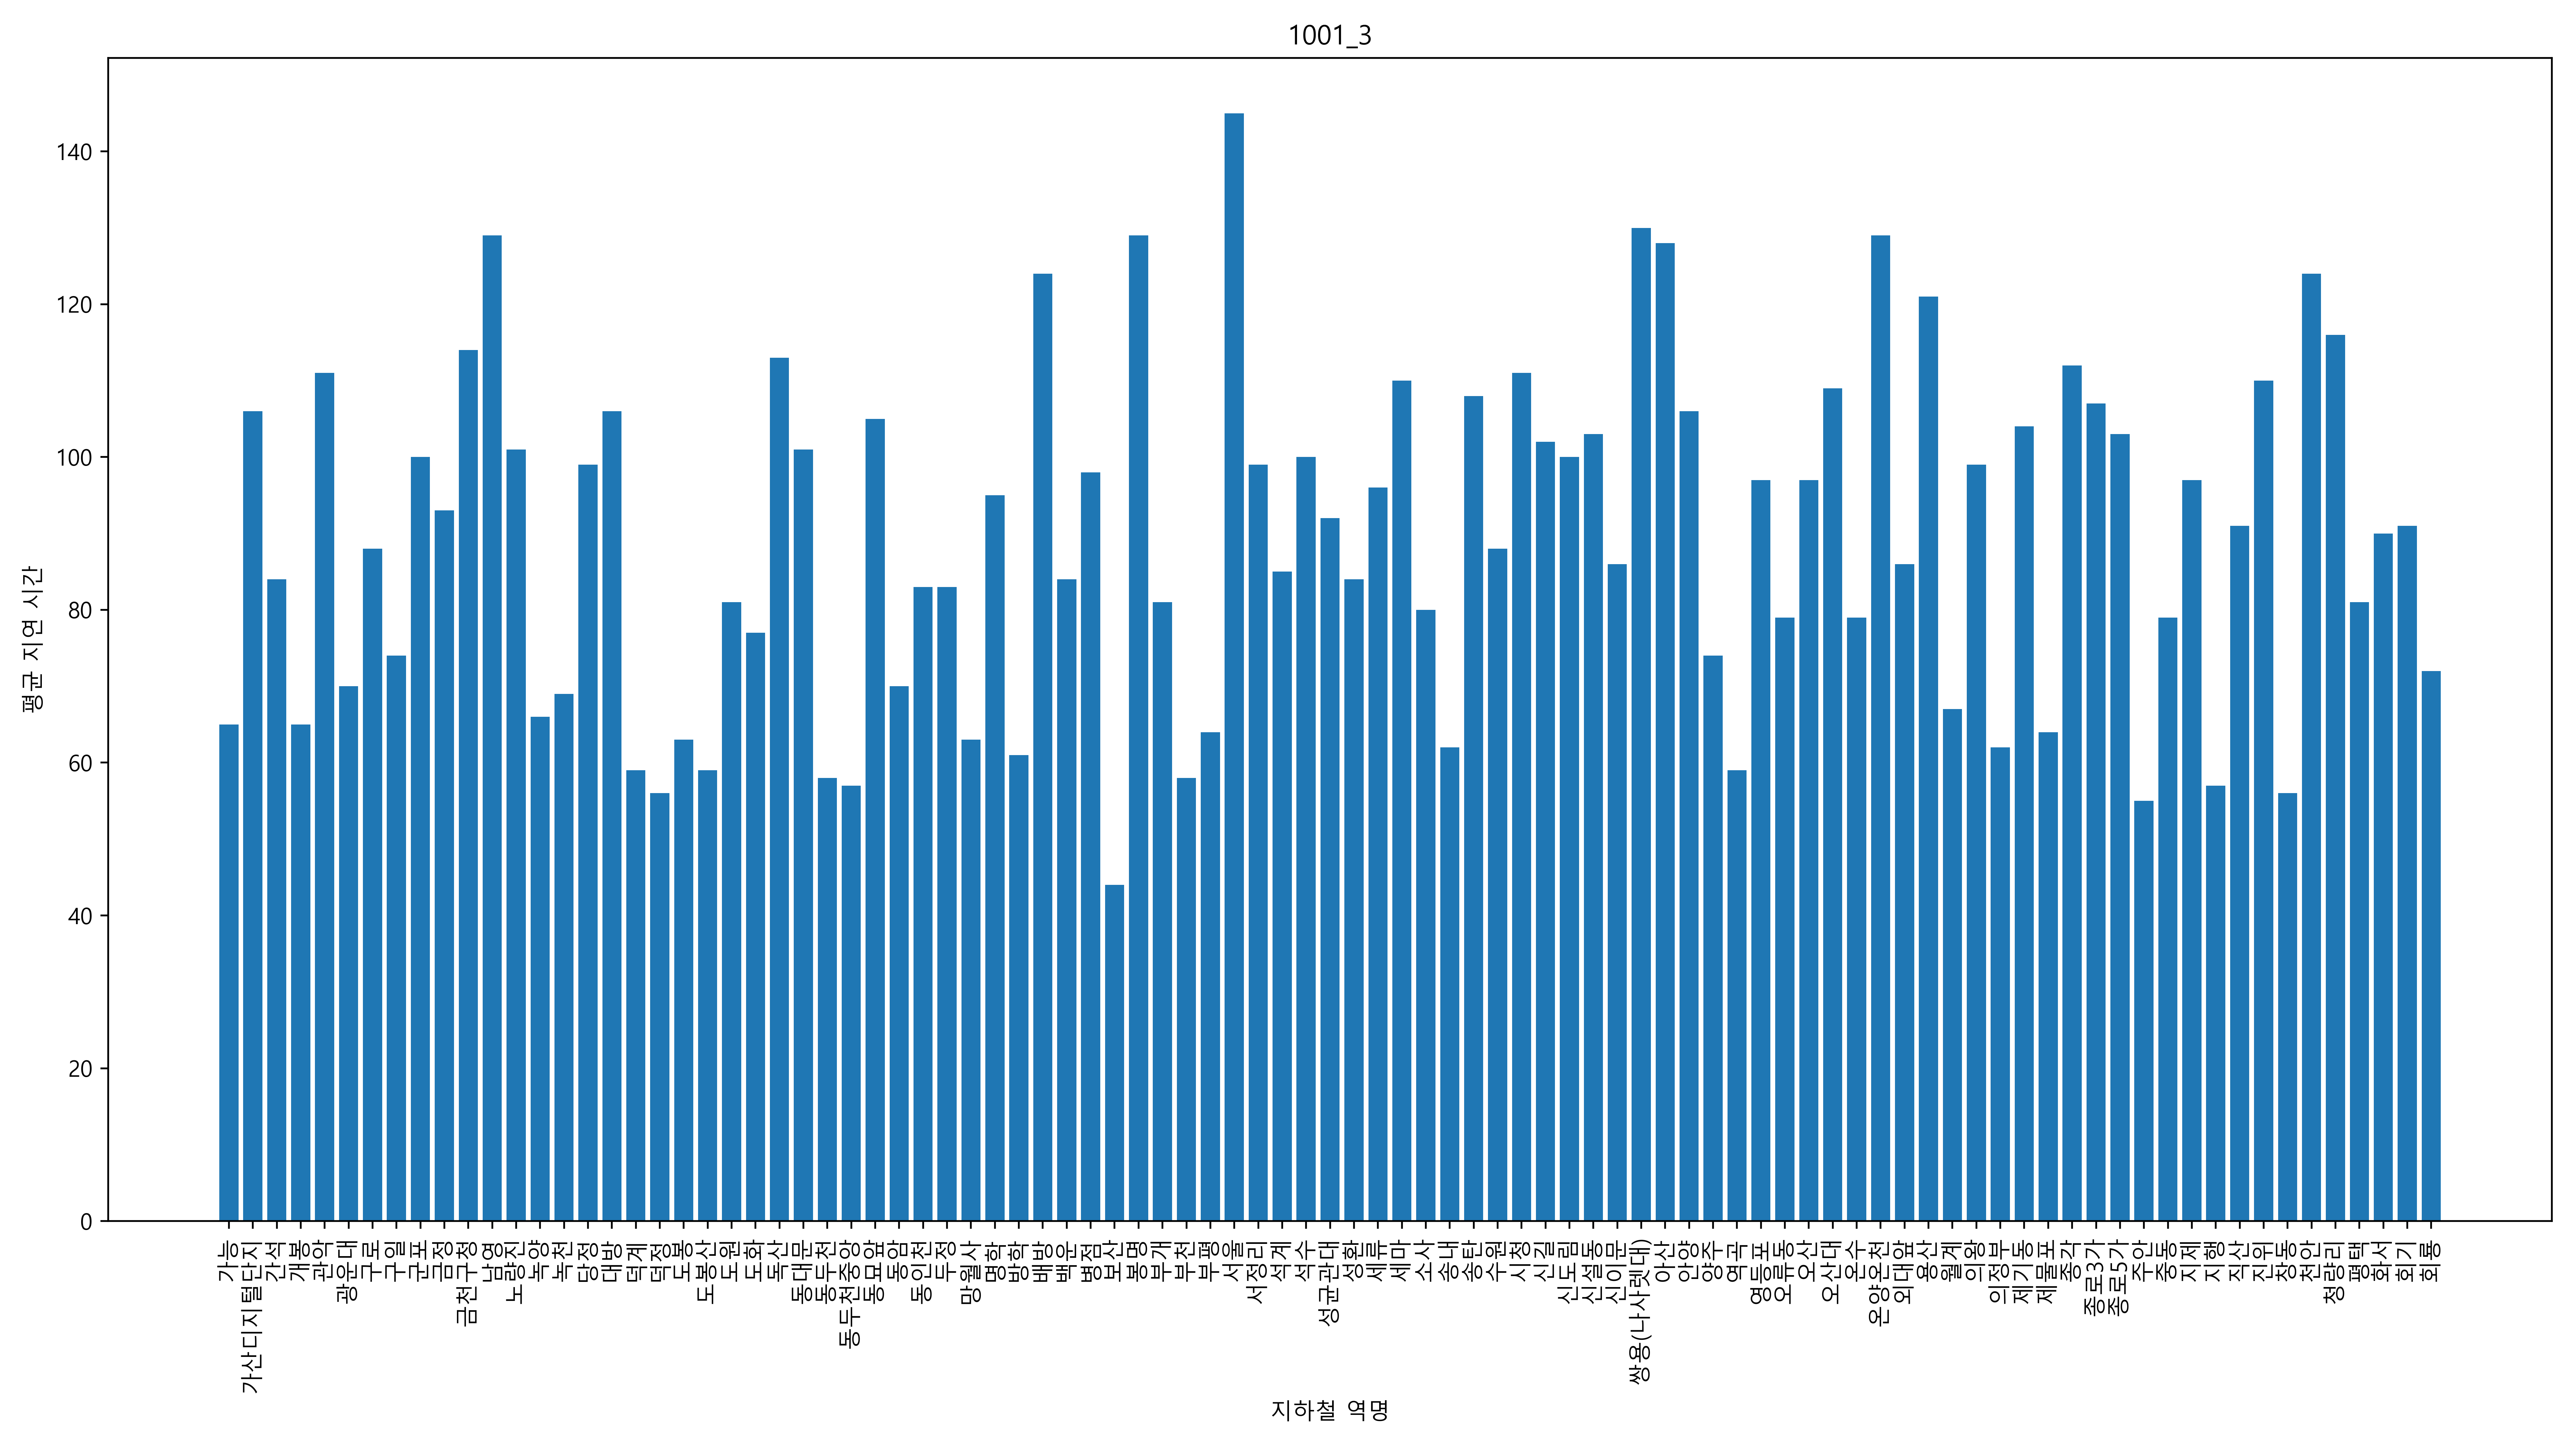 1001_3
평균 지연 시간
140
120
100
80
60
40
20
0
가능
가산디지털단지
간석
개봉
관악
광운대
구로
구일
군포
금정
금천구청
남영
노량진
녹양
녹천
당정
대방
덕계
덕정
도봉
도봉산
도원
도화
독산
동대문
동두천
동두천중앙
동묘앞
동암
동인천
두정
망월사
명학
방학
배방
백운
병점
보산
봉명
부개
부천
부평
서울
서정리
석계
석수
성균관대
성환
세류
세마
소사
송내
송탄
수원
시청
신길
신도림
신설동
신이문
쌍용(나사렛대)
아산
안양
양주
역곡
영등포
오류동
오산
오산대
온수
온양온천
외대앞
용산
월계
의왕
의정부
제기동
제물포
종각
종로3가
종로5가
주안
중동
지제
지행
직산
진위
창동
천안
청량리
평택
화서
회기
회룡
지하철 역명